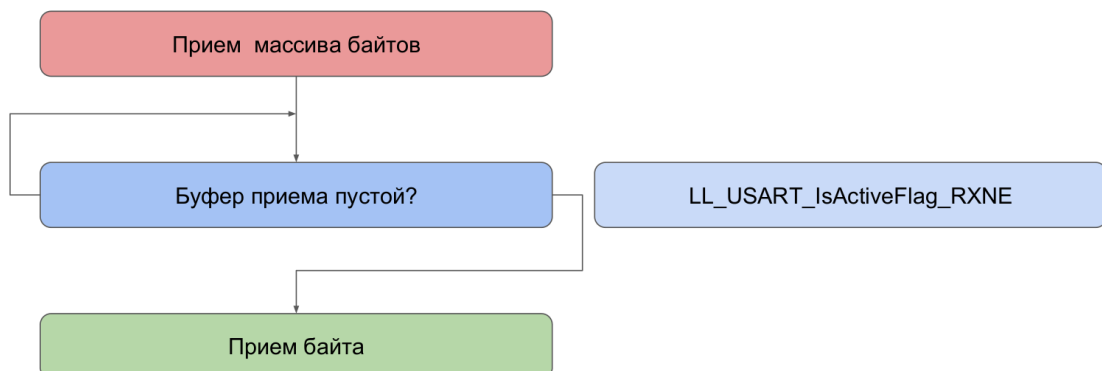 Прием массива байтов
Буфер приема пустой?
LL_USART_IsActiveFlag_RXNE
Прием байта